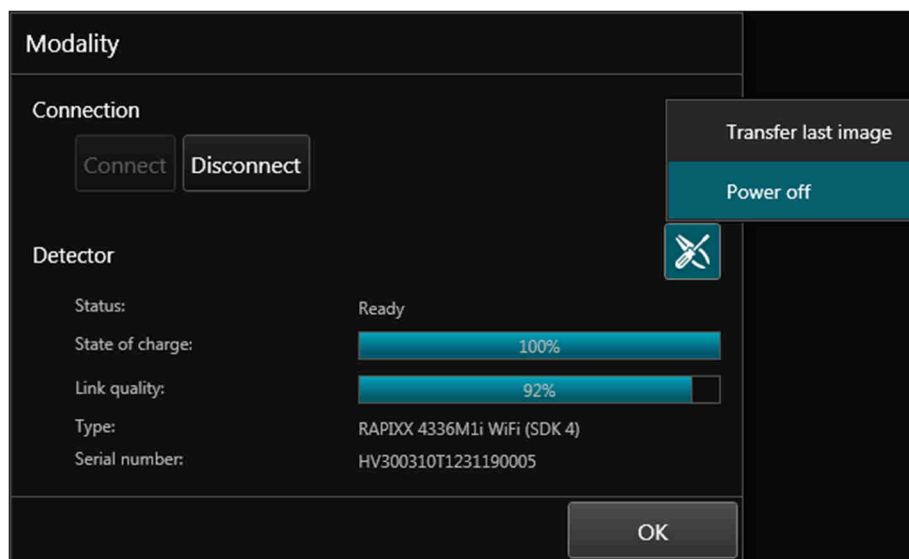 Modality
Connection
Connect Disconnect
Transfer last image
Power off
Detector
Status: Ready
State of charge: 100%
Link quality: 92%
Type: RAPIXX 4336M1i WiFi (SDK 4)
Serial number: HV300310T1231190005
OK